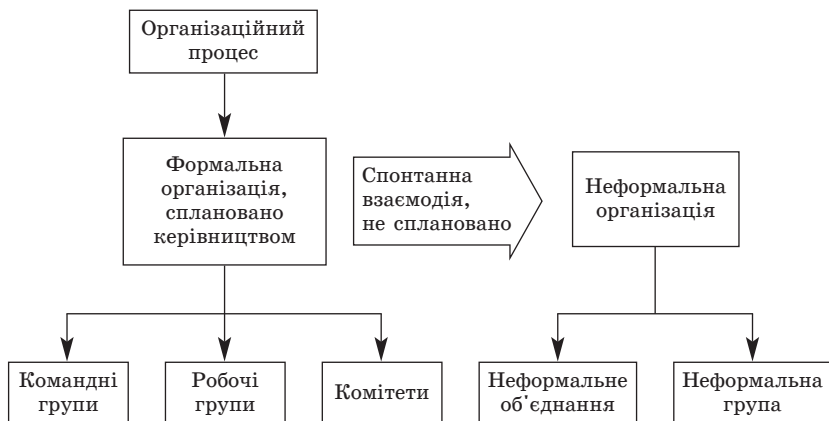 Організаційний
процес
Формальна
організація,
сплановано
керівництвом
Спонтанна
взаємодія,
не сплановано
Неформальна
організація
Командні
групи
Робочі
групи
Комітети
Неформальне
об'єднання
Неформальна
група